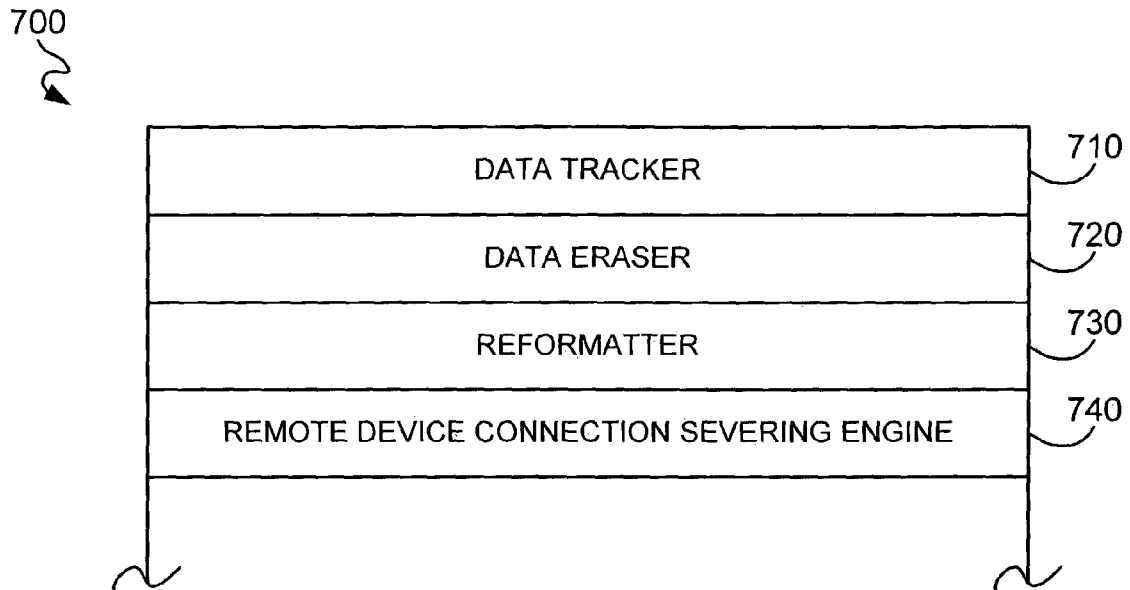 700
DATA TRACKER 710
DATA ERASER 720
REFORMATTER 730
REMOTE DEVICE CONNECTION SEVERING ENGINE 740